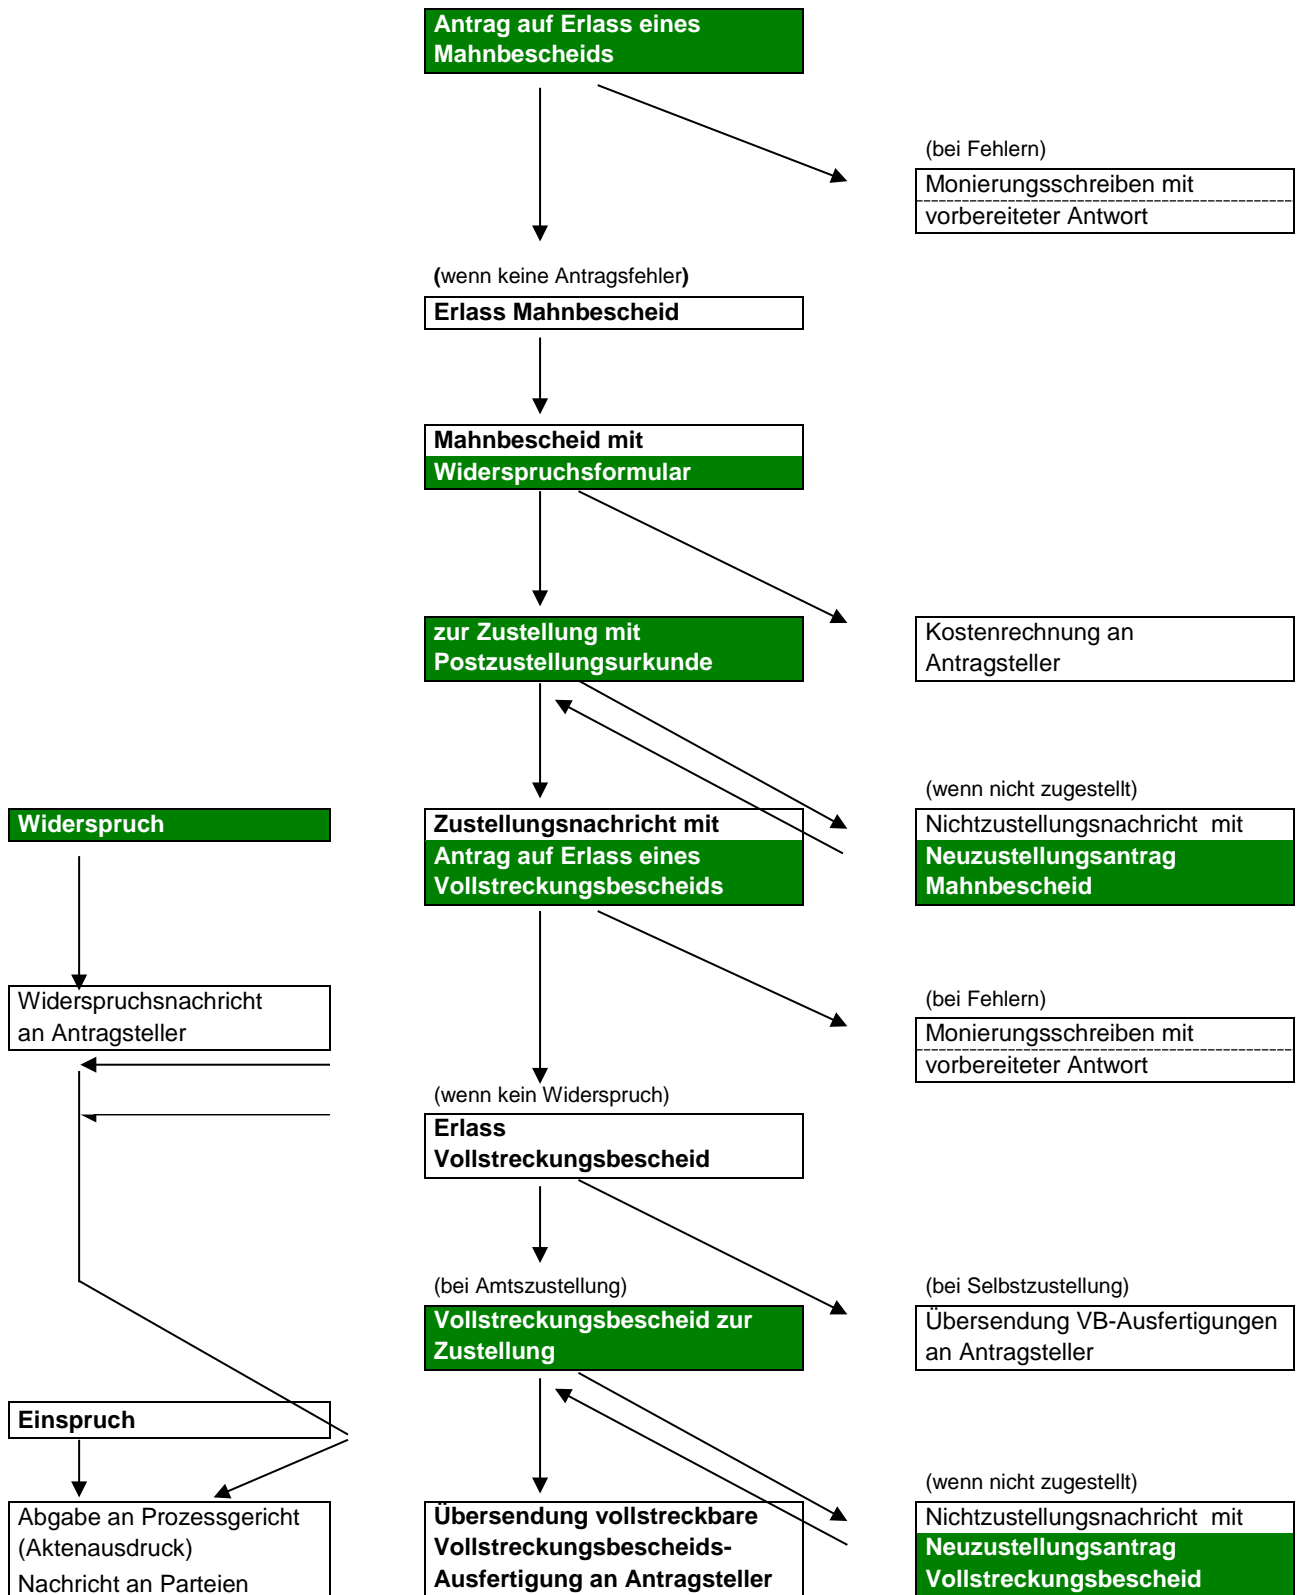 Antrag auf Erlass eines
Mahnbescheids
(bei Fehlern)
Monierungsschreiben mit
vorbereiteter Antwort
(wenn keine Antragsfehler)
Erlass Mahnbescheid
Mahnbescheid mit
Widerspruchsformular
zur Zustellung mit
Postzustellungsurkunde
Kostenrechnung an
Antragsteller
(wenn nicht zugestellt)
Widerspruch
Zustellungsnachricht mit
Antrag auf Erlass eines
Vollstreckungsbescheids
Nichtzustellungsnachricht mit
Neuzustellungsantrag
Mahnbescheid
Widerspruchsnachricht
an Antragsteller
(bei Fehlern)
Monierungsschreiben mit
vorbereiteter Antwort
(wenn kein Widerspruch)
Erlass
Vollstreckungsbescheid
(bei Amtszustellung)
Vollstreckungsbescheid zur
Zustellung
(bei Selbstzustellung)
Übersendung VB-Ausfertigungen
an Antragsteller
Einspruch
(wenn nicht zugestellt)
Abgabe an Prozessgericht
(Aktenausdruck)
Nachricht an Parteien
Übersendung vollstreckbare
Vollstreckungsbescheids-
Ausfertigung an Antragsteller
Nichtzustellungsnachricht mit
Neuzustellungsantrag
Vollstreckungsbescheid